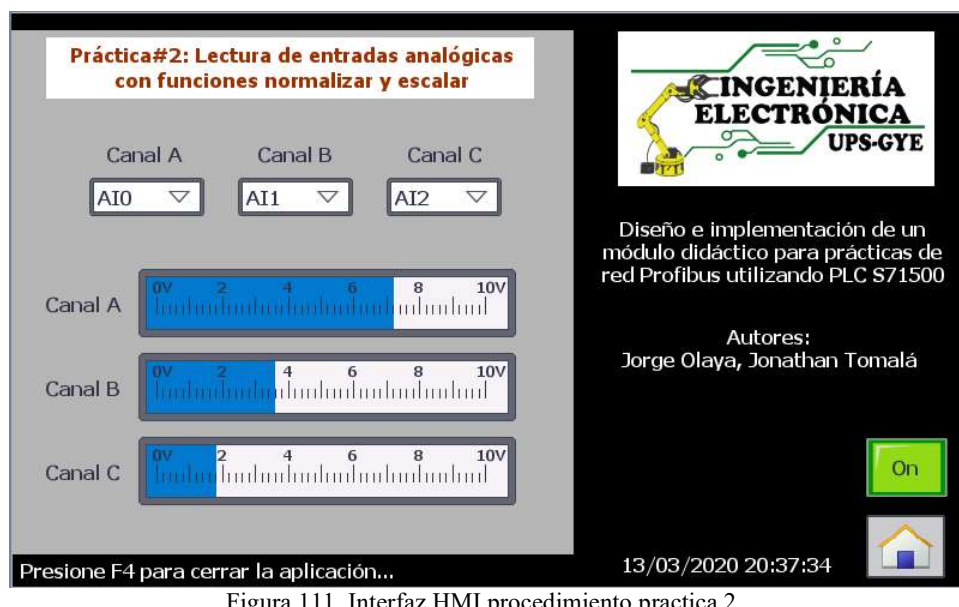 Práctica#2: Lectura de entradas analógicas
con funciones normalizar y escalar
Canal A Canal B Canal C
AI0 AI1 AI2
Canal A
0V 2 4 6 8 10V
Canal B
0V 2 4 6 8 10V
Canal C
0V 2 4 6 8 10V
INGENIERÍA
ELECTRÓNICA
UPS-GYE
Diseño e implementación de un
módulo didáctico para prácticas de
red Profibus utilizando PLC S71500
Autores:
Jorge Olaya, Jonathan Tomalá
On
Presione F4 para cerrar la aplicación...
13/03/2020 20:37:34
Figura 111. Interfaz HMI procedimiento practica 2